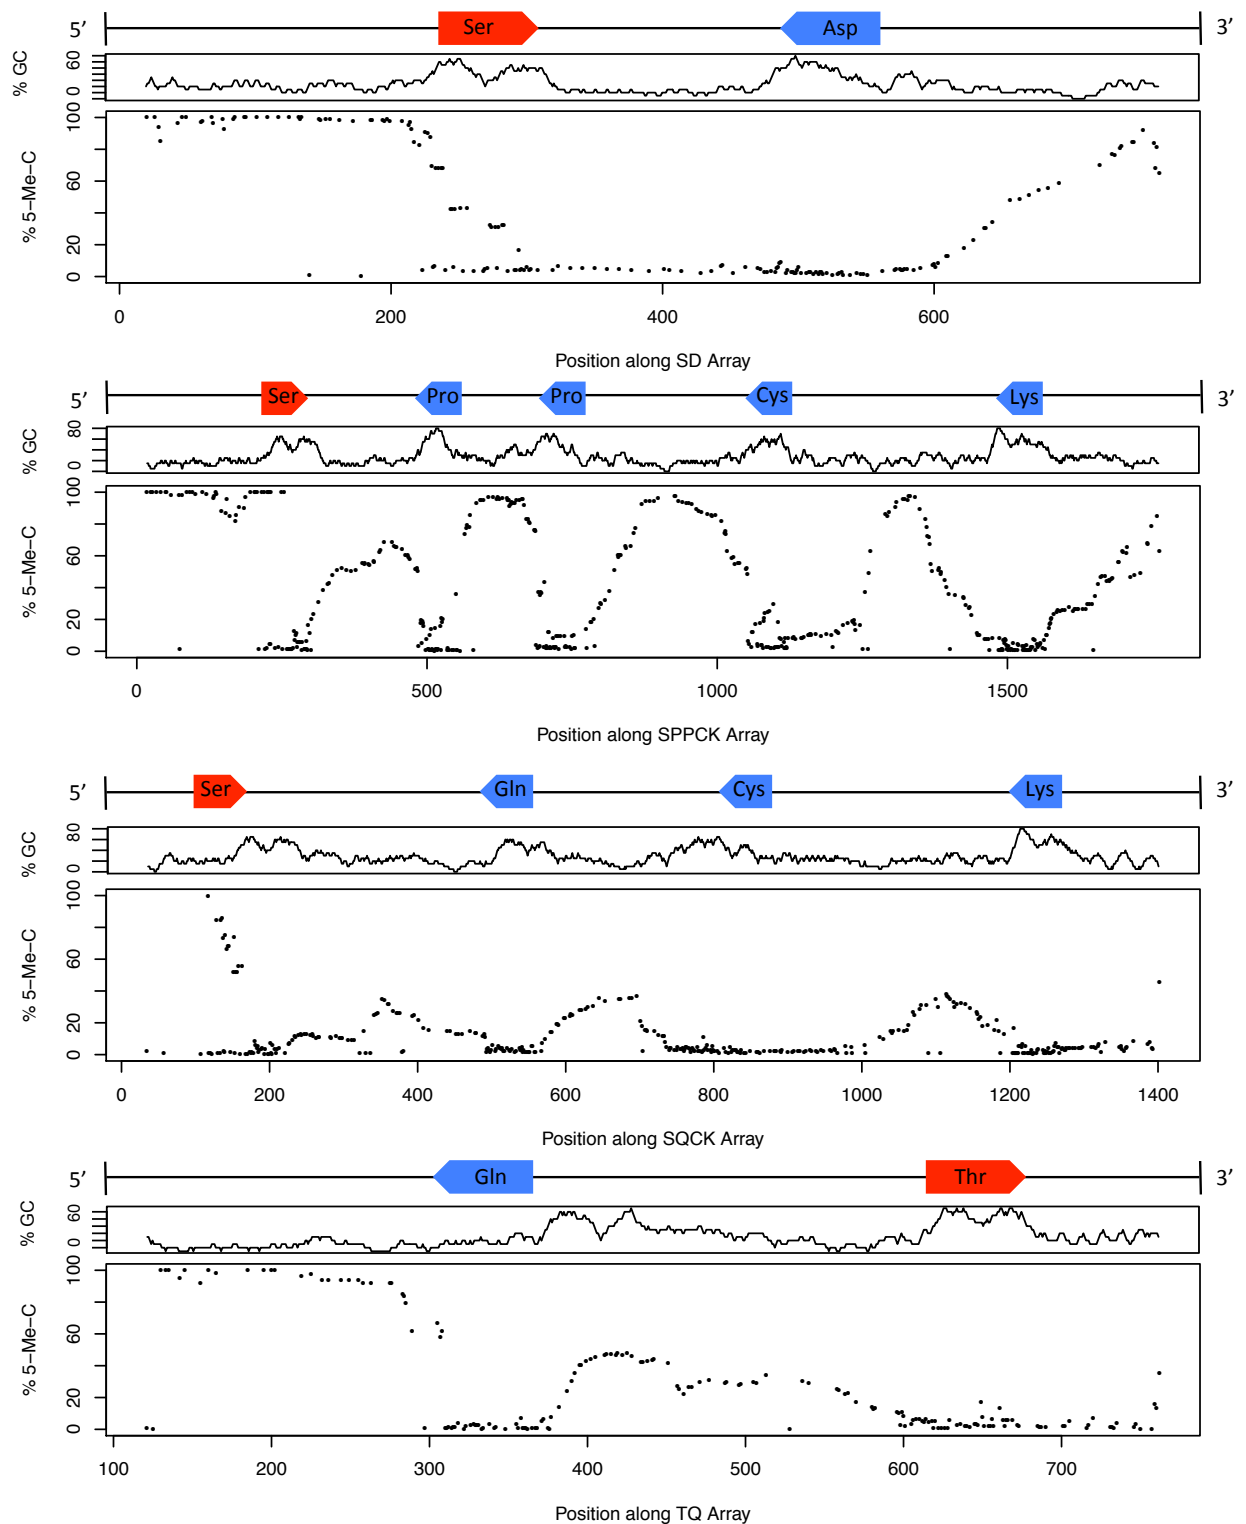 5’ Ser Asp 3’
% GC
0 60
% 5−Me−C
0 20 60 100
0 200 400 600
Position along SD Array
5’ Ser Pro Pro Cys Lys 3’
% GC
0 80
% 5−Me−C
0 20 60 100
0 500 1000 1500
Position along SPPCK Array
5’ Ser Gln Cys Lys 3’
% GC
0 80
% 5−Me−C
0 20 60 100
0 200 400 600 800 1000 1200 1400
Position along SQCK Array
5’ Gln Thr 3’
% GC
0 60
% 5−Me−C
0 20 60 100
100 200 300 400 500 600 700
Position along TQ Array